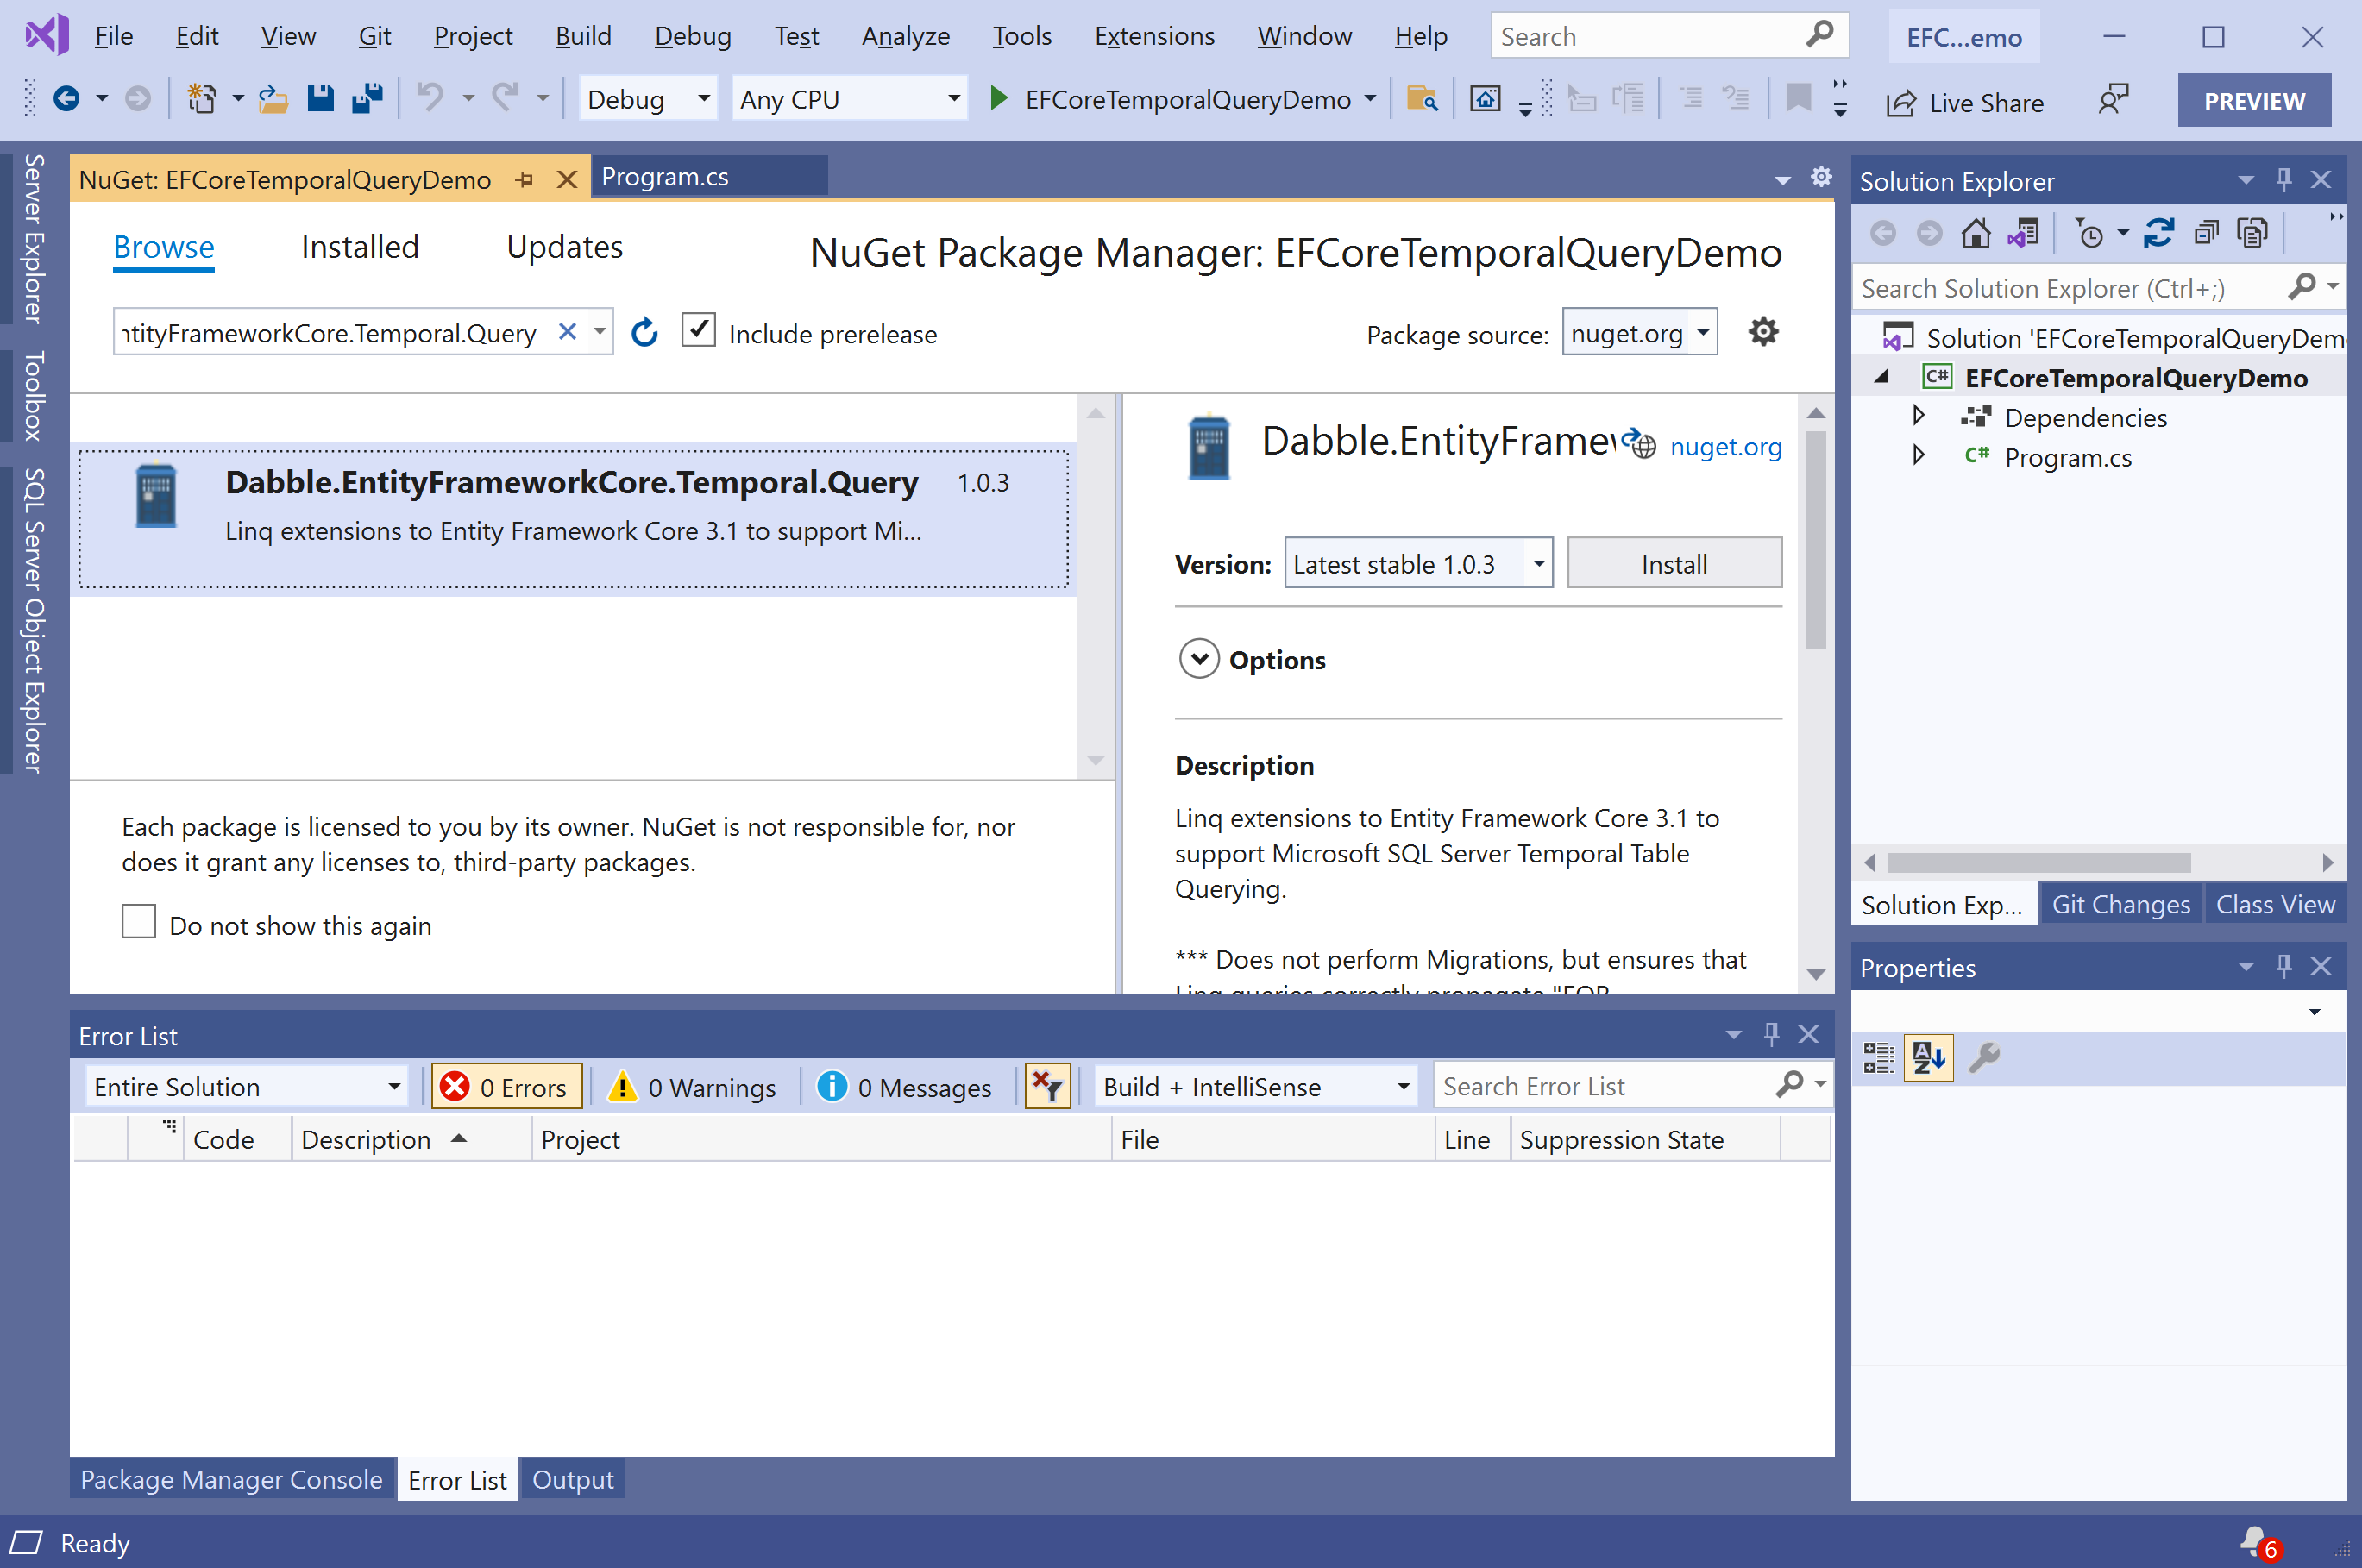 File Edit View Git Project Build Debug Test Analyze Tools Extensions Window Help Search EFC...emo
Debug Any CPU EFCoreTemporalQueryDemo Live Share PREVIEW
Server Explorer
Toolbox
SQL Server Object Explorer
NuGet: EFCoreTemporalQueryDemo Program.cs
Browse Installed Updates NuGet Package Manager: EFCoreTemporalQueryDemo
ntityFrameworkCore.Temporal.Query Include prerelease Package source: nuget.org
Dabble.EntityFrameworkCore.Temporal.Query 1.0.3
Linq extensions to Entity Framework Core 3.1 to support Mi...
Each package is licensed to you by its owner. NuGet is not responsible for, nor
does it grant any licenses to, third-party packages.
Do not show this again
Dabble.EntityFramew nuget.org
Version: Latest stable 1.0.3 Install
Options
Description
Linq extensions to Entity Framework Core 3.1 to
support Microsoft SQL Server Temporal Table
Querying.
*** Does not perform Migrations, but ensures that
Linq queries correctly propagate "FOR
Error List
Entire Solution 0 Errors 0 Warnings 0 Messages Build + IntelliSense Search Error List
Code Description Project File Line Suppression State
Package Manager Console Error List Output
Solution Explorer
Search Solution Explorer (Ctrl+;)
Solution 'EFCoreTemporalQueryDem
C# EFCoreTemporalQueryDemo
Dependencies
C# Program.cs
Solution Exp... Git Changes Class View
Properties
AZ
Ready 6